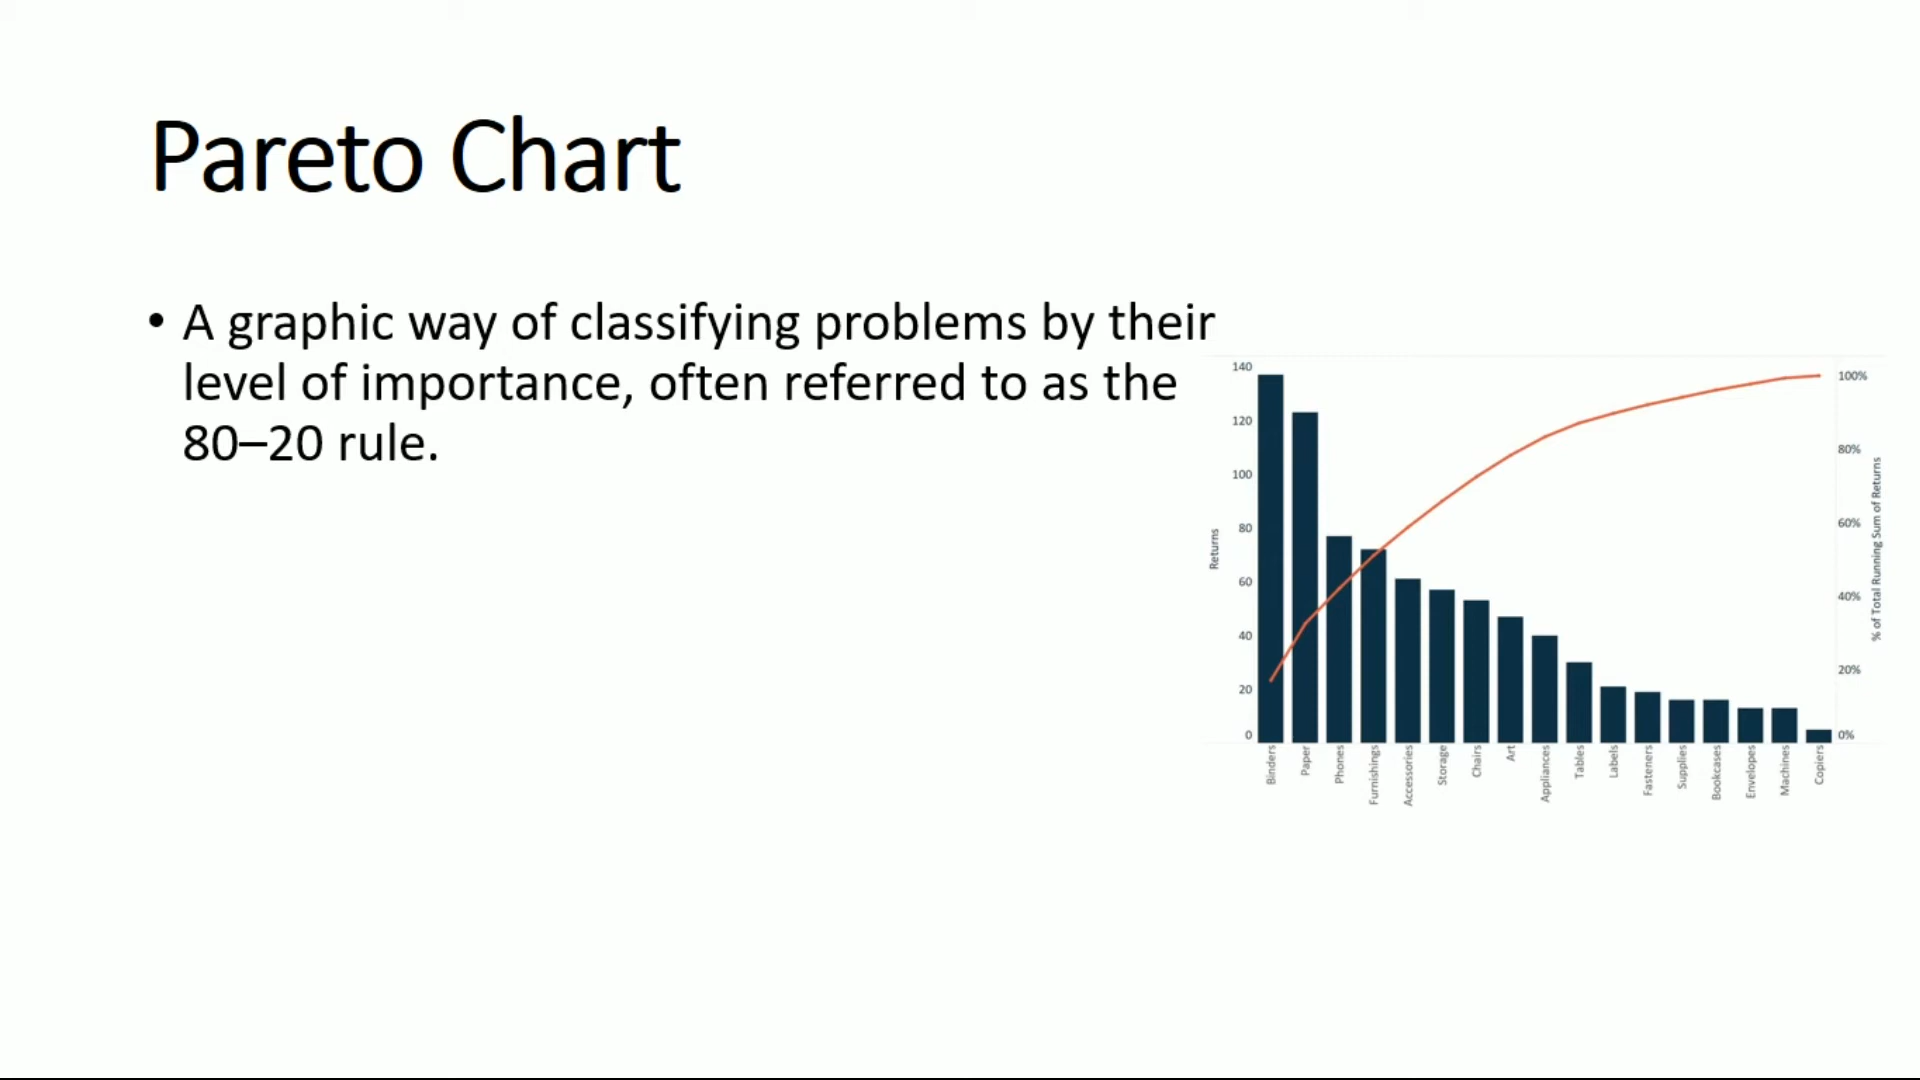 Pareto Chart
• A graphic way of classifying problems by their
level of importance, often referred to as the
80–20 rule.
Returns
140
120
100
80
60
40
20
0
100%
80%
60%
40%
20%
0%
% of Total Running Sum of Returns
Binders
Paper
Phones
Furnishings
Accessories
Storage
Chairs
Art
Appliances
Tables
Labels
Fasteners
Supplies
Bookcases
Envelopes
Machines
Copiers